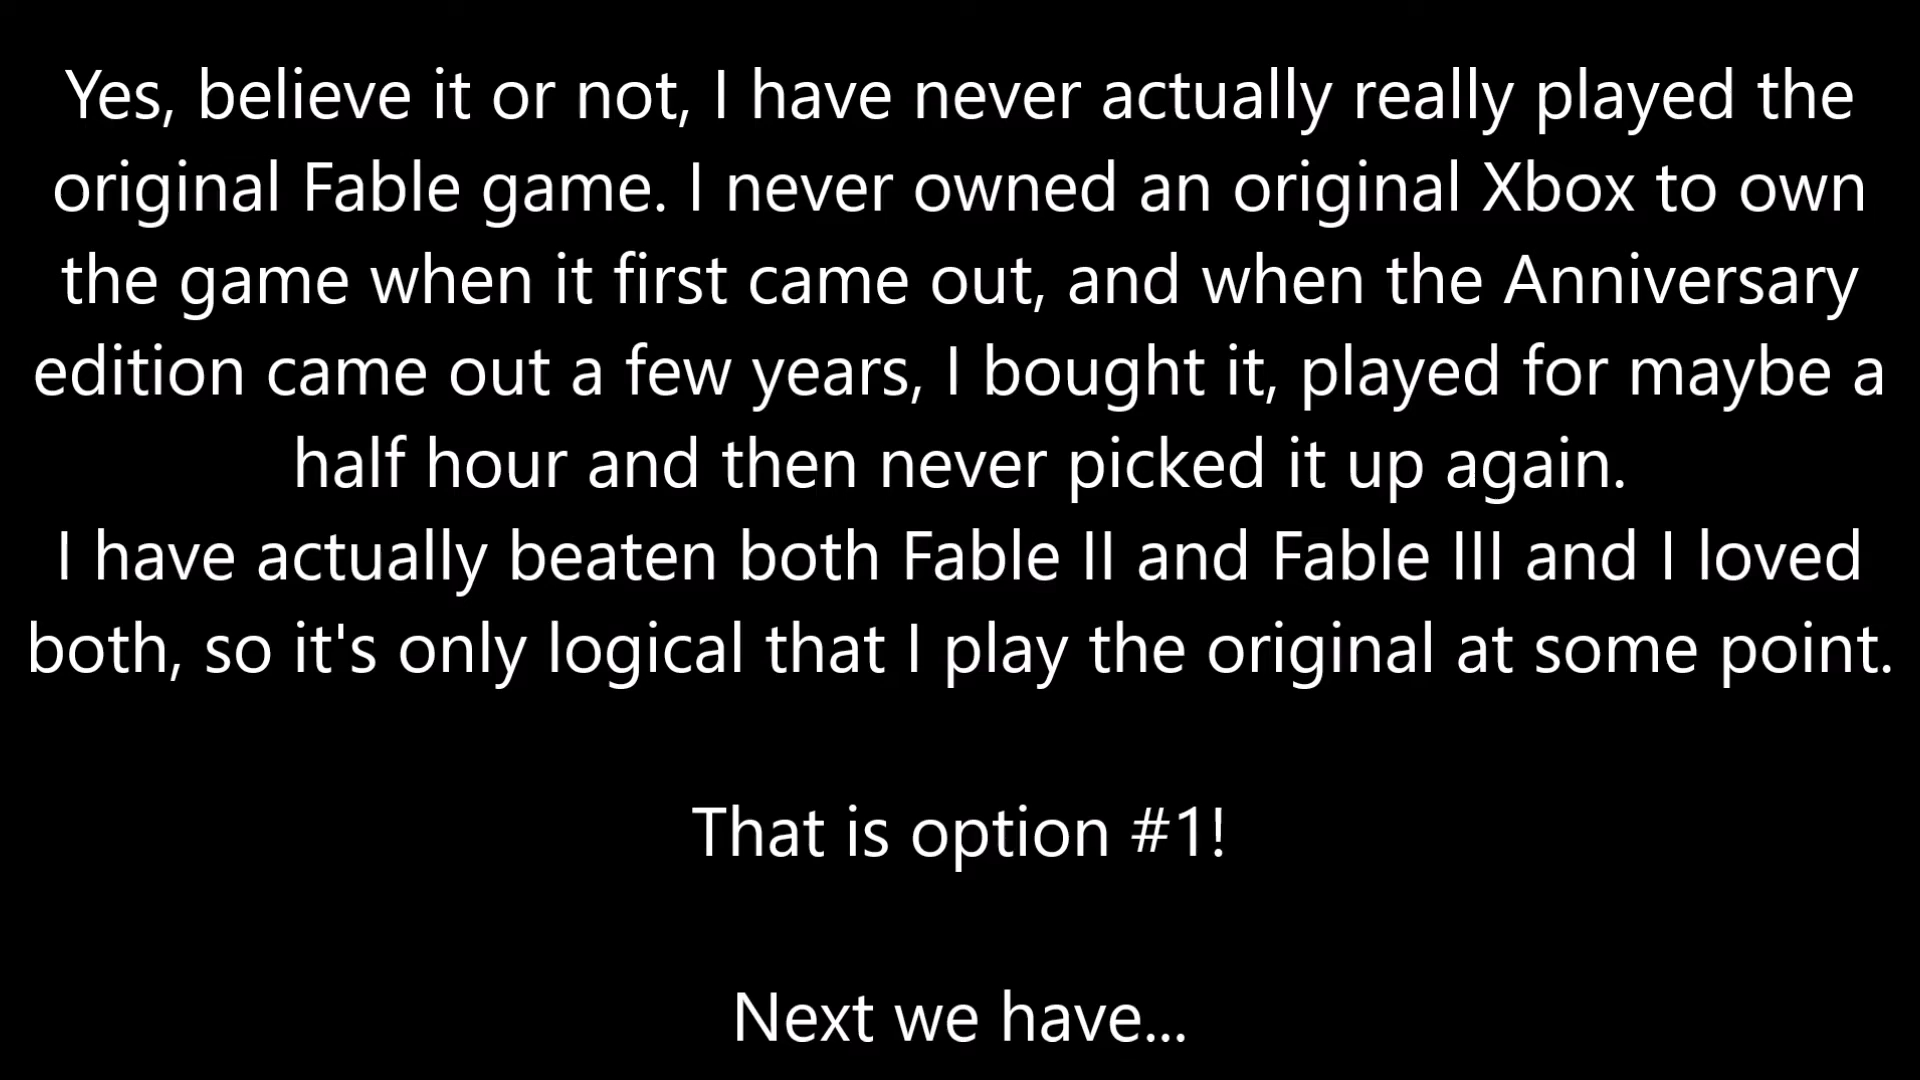 Yes, believe it or not, I have never actually really played the
original Fable game. I never owned an original Xbox to own
the game when it first came out, and when the Anniversary
edition came out a few years, I bought it, played for maybe a
half hour and then never picked it up again.
I have actually beaten both Fable II and Fable III and I loved
both, so it's only logical that I play the original at some point.
That is option #1!
Next we have...